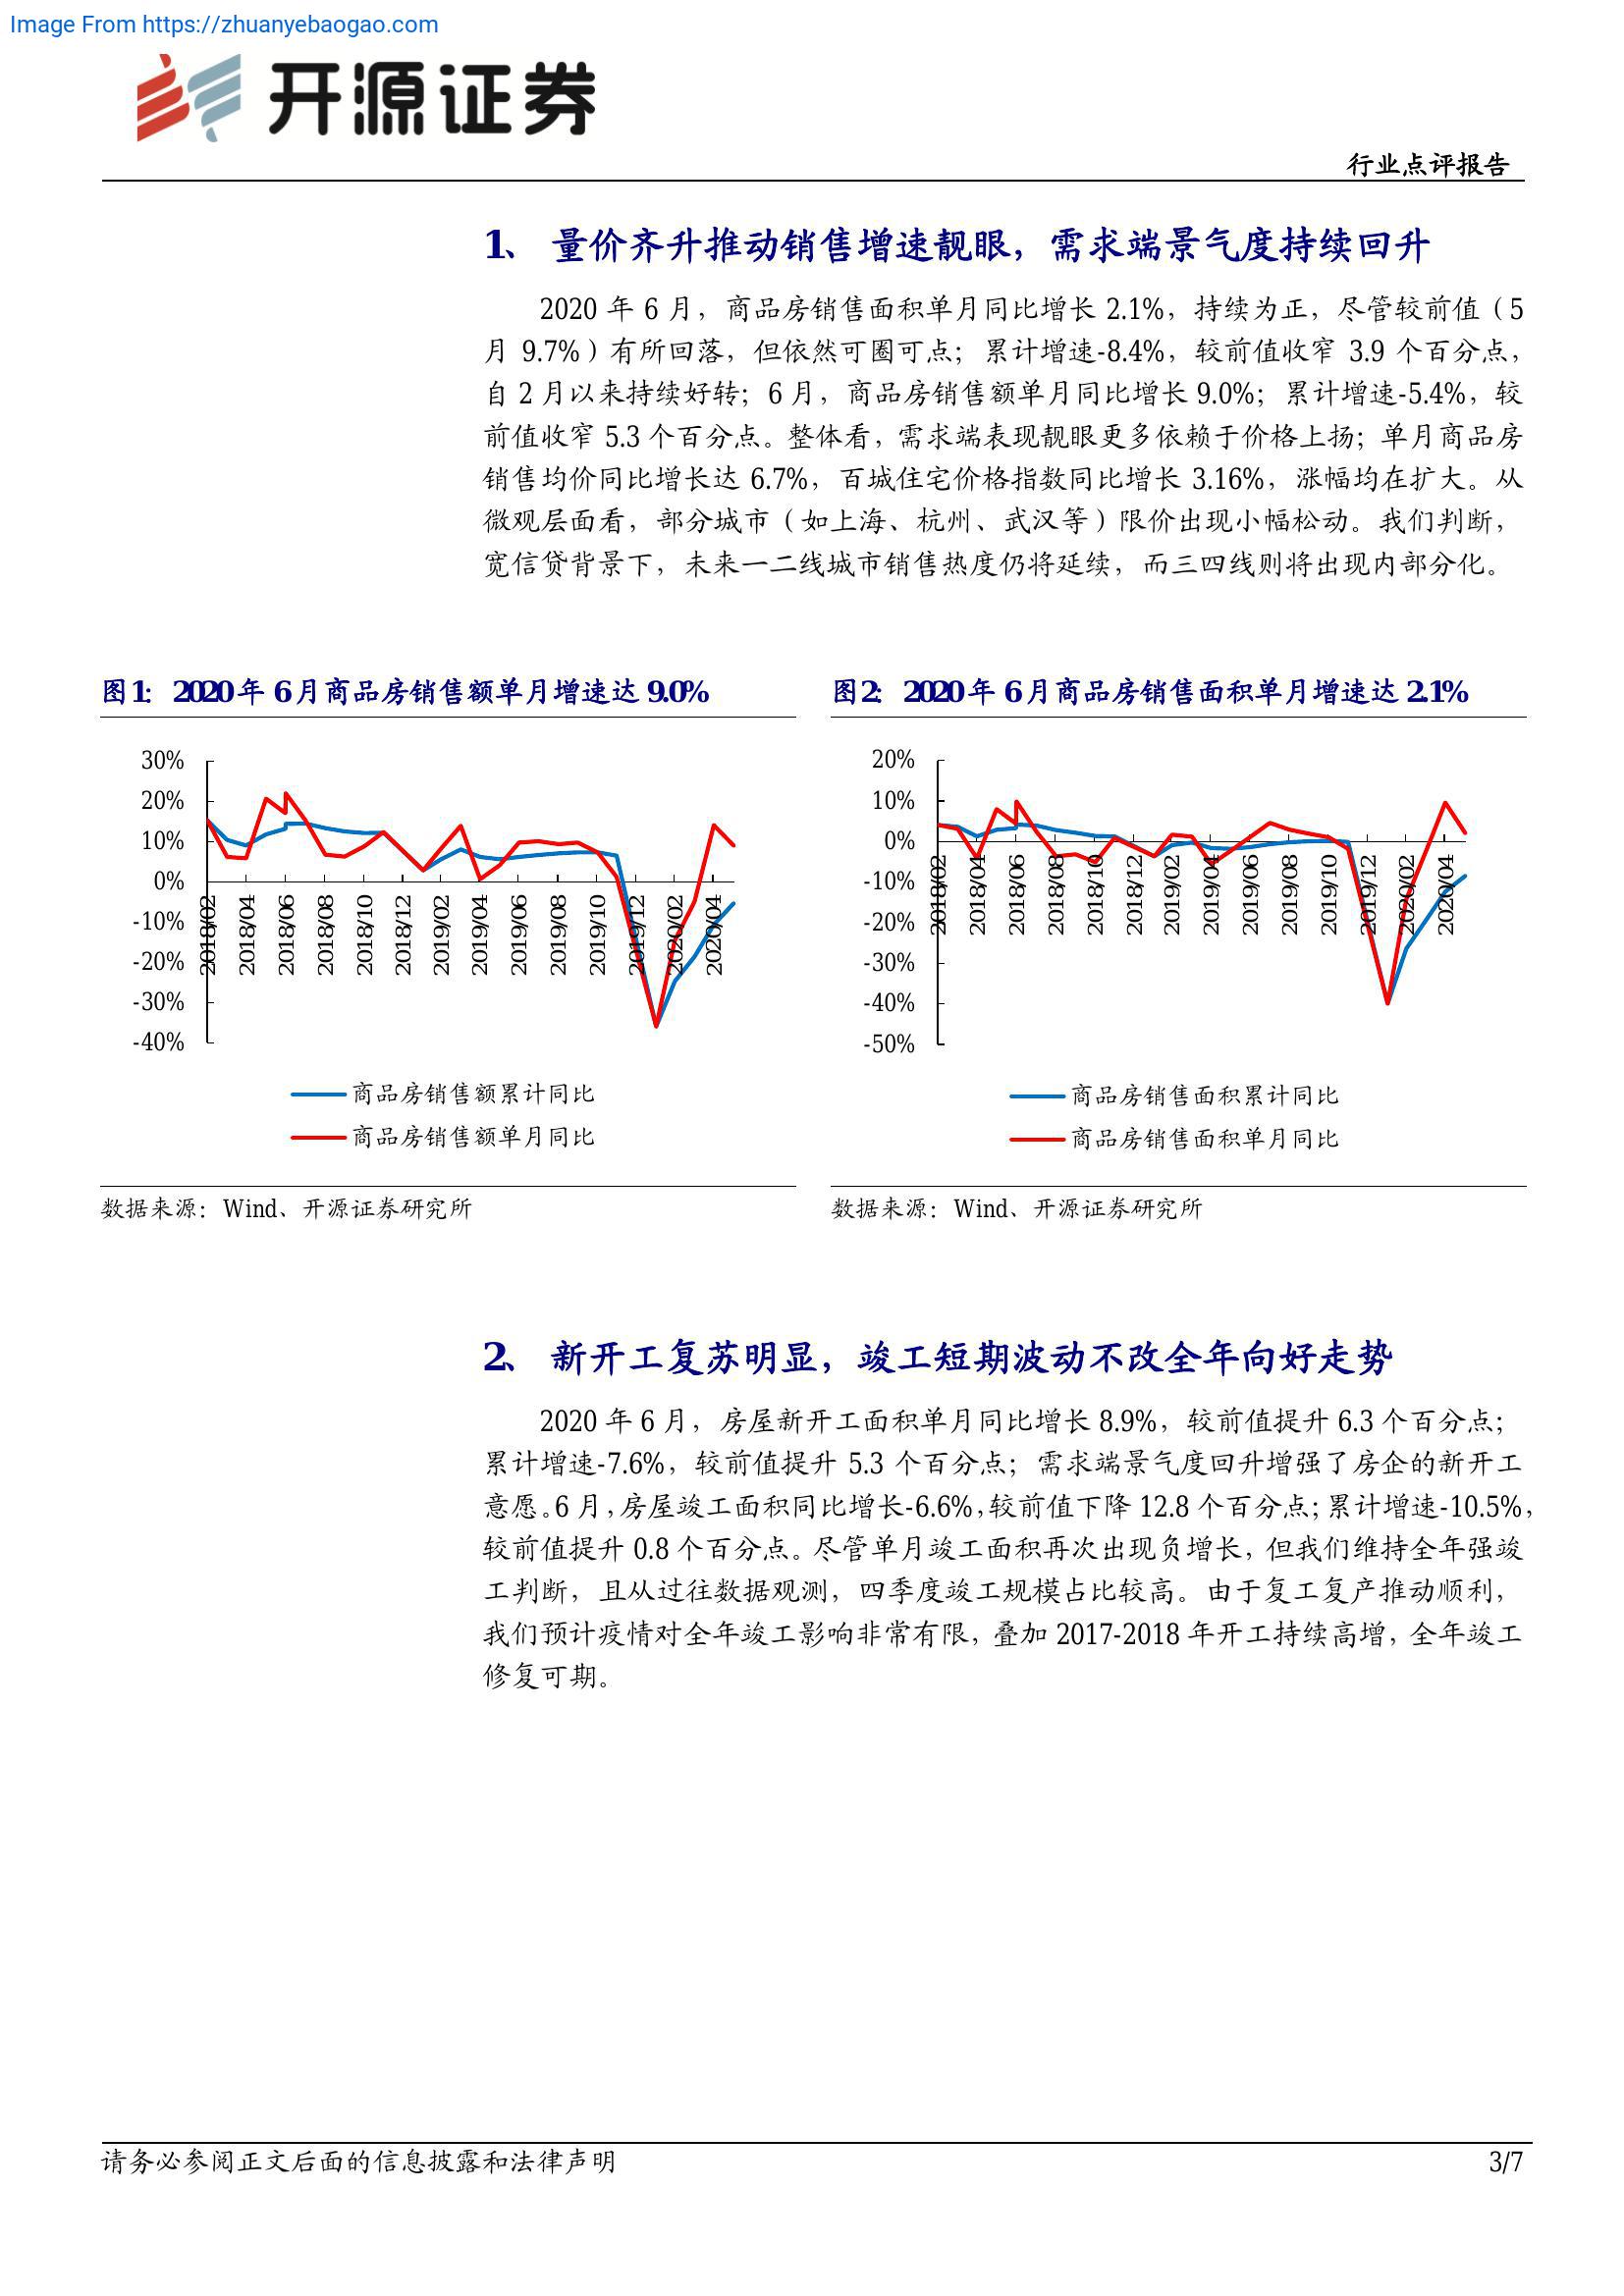 Image From https://zhuanyebaogao.com
开源证券
行业点评报告
1、 量价齐升推动销售增速靓眼，需求端景气度持续回升
2020 年 6 月，商品房销售面积单月同比增长 2.1%，持续为正，尽管较前值（5
月 9.7%）有所回落，但依然可圈可点；累计增速-8.4%，较前值收窄 3.9 个百分点，
自 2 月以来持续好转；6 月，商品房销售额单月同比增长 9.0%；累计增速-5.4%，较
前值收窄 5.3 个百分点。整体看，需求端表现靓眼更多依赖于价格上扬；单月商品房
销售均价同比增长达 6.7%，百城住宅价格指数同比增长 3.16%，涨幅均在扩大。从
微观层面看，部分城市（如上海、杭州、武汉等）限价出现小幅松动。我们判断，
宽信贷背景下，未来一二线城市销售热度仍将延续，而三四线则将出现内部分化。
图1： 2020 年 6 月商品房销售额单月增速达 9.0%
30%
20%
10%
0%
-10%
-20%
-30%
-40%
2018/02
2018/04
2018/06
2018/08
2018/10
2018/12
2019/02
2019/04
2019/06
2019/08
2019/10
2019/12
2020/02
2020/04
商品房销售额累计同比
商品房销售额单月同比
数据来源：Wind、开源证券研究所
图2： 2020 年 6 月商品房销售面积单月增速达 2.1%
20%
10%
0%
-10%
-20%
-30%
-40%
-50%
2018/02
2018/04
2018/06
2018/08
2018/10
2018/12
2019/02
2019/04
2019/06
2019/08
2019/10
2019/12
2020/02
2020/04
商品房销售面积累计同比
商品房销售面积单月同比
数据来源：Wind、开源证券研究所
2、 新开工复苏明显，竣工短期波动不改全年向好走势
2020 年 6 月，房屋新开工面积单月同比增长 8.9%，较前值提升 6.3 个百分点；
累计增速-7.6%，较前值提升 5.3 个百分点；需求端景气度回升增强了房企的新开工
意愿。6 月，房屋竣工面积同比增长-6.6%，较前值下降 12.8 个百分点；累计增速-10.5%，
较前值提升 0.8 个百分点。尽管单月竣工面积再次出现负增长，但我们维持全年强竣
工判断，且从过往数据观测，四季度竣工规模占比较高。由于复工复产推动顺利，
我们预计疫情对全年竣工影响非常有限，叠加 2017-2018 年开工持续高增，全年竣工
修复可期。
请务必参阅正文后面的信息披露和法律声明
3/7